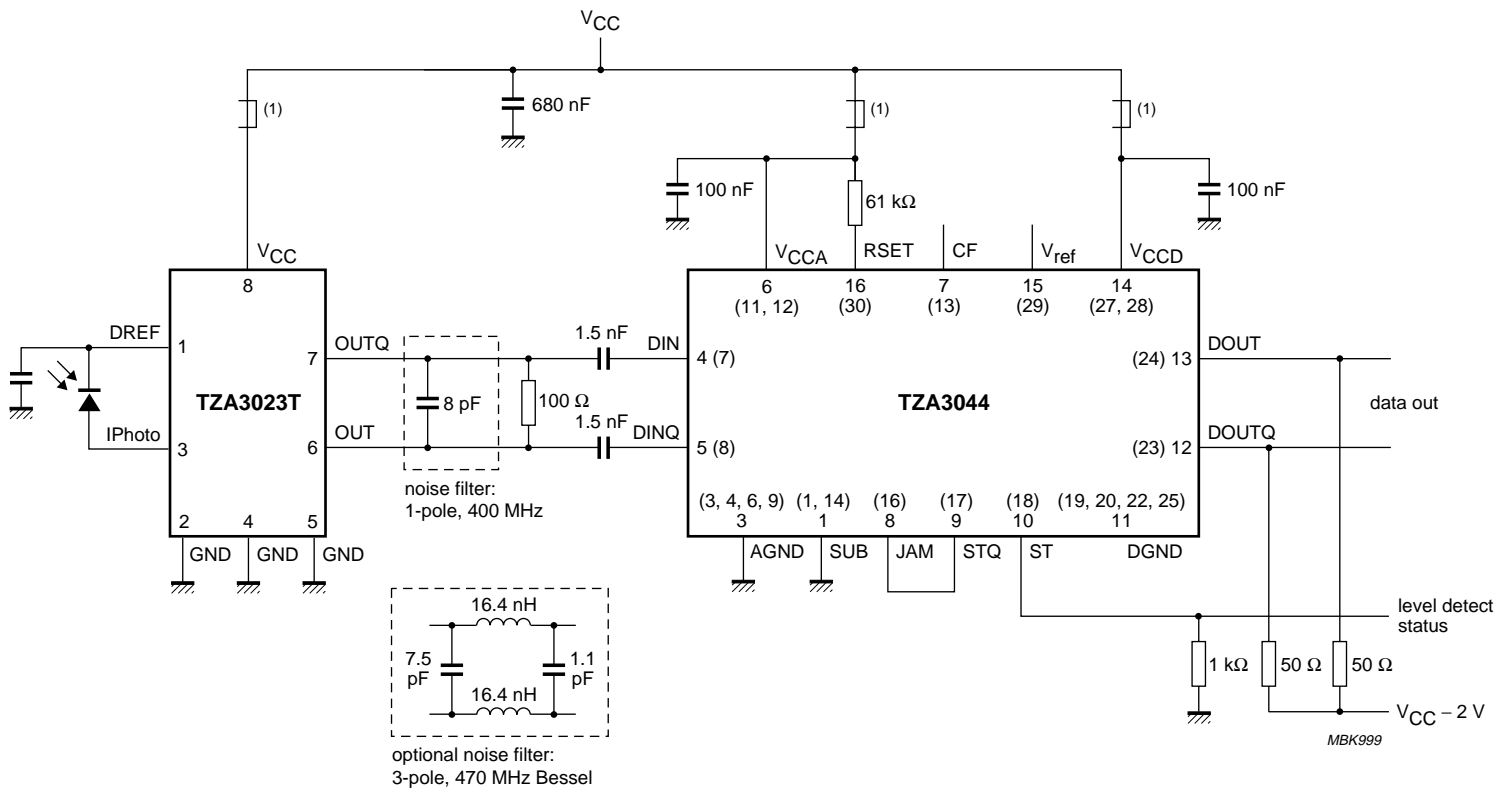 VCC
(1)
680 nF
(1)
(1)
100 nF
61 kΩ
100 nF
VCC
VCCA
RSET
CF
Vref
VCCD
8
6
16
7
15
14
(11, 12)
(30)
(13)
(29)
(27, 28)
DREF
1
OUTQ
7
1.5 nF
DIN
4 (7)
(24) 13
DOUT
TZA3023T
8 pF
100 Ω
TZA3044
data out
1.5 nF
IPhoto
3
OUT
6
DINQ
5 (8)
(23) 12
DOUTQ
noise filter:
1-pole, 400 MHz
(3, 4, 6, 9)
(1, 14)
(16)
(17)
(18)
(19, 20, 22, 25)
2
4
5
3
1
8
9
10
11
GND
GND
GND
AGND
SUB
JAM
STQ
ST
DGND
16.4 nH
7.5
pF
1.1
pF
16.4 nH
level detect
status
1 kΩ
50 Ω
50 Ω
VCC – 2 V
MBK999
optional noise filter:
3-pole, 470 MHz Bessel